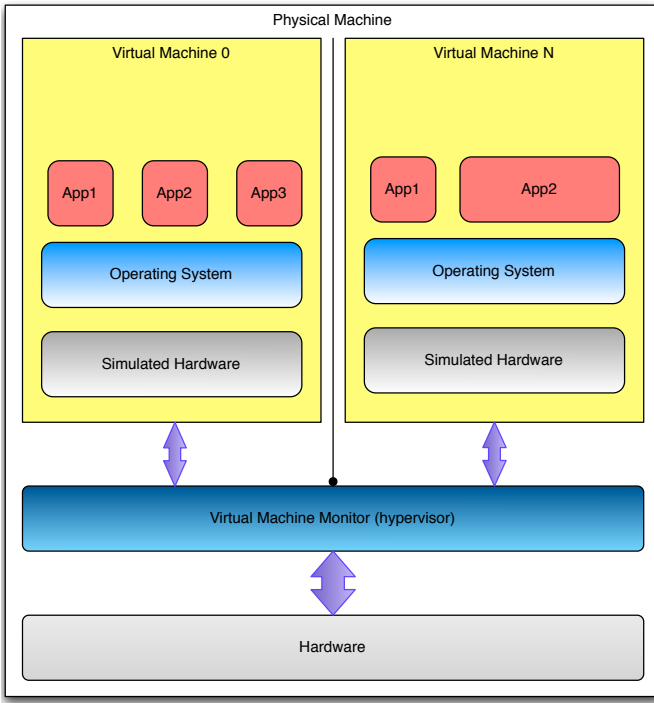 Physical Machine
Virtual Machine 0
App1
App2
App3
Operating System
Simulated Hardware
Virtual Machine N
App1
App2
Operating System
Simulated Hardware
Virtual Machine Monitor (hypervisor)
Hardware